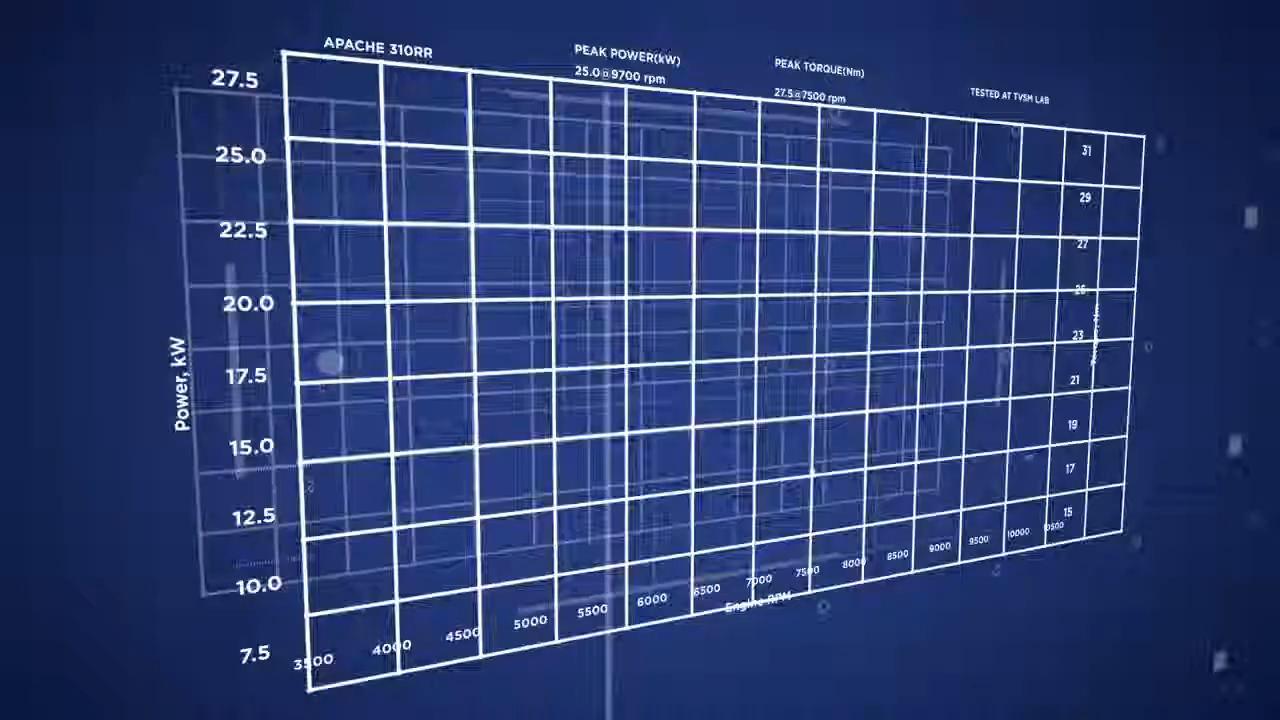 APACHE 310RR
PEAK POWER(kW)
25.0@9700 rpm
PEAK TORQUE(Nm)
27.5@7500 rpm
TESTED AT TVSM LAB
27.5
25.0
22.5
20.0
17.5
15.0
12.5
10.0
7.5
Power, kW
31
29
27
26
23
21
19
17
15
3500 4000 4500 5000 5500 6000 6500 7000 7500 8000 8500 9000 9500 10000 10500
Engine RPM